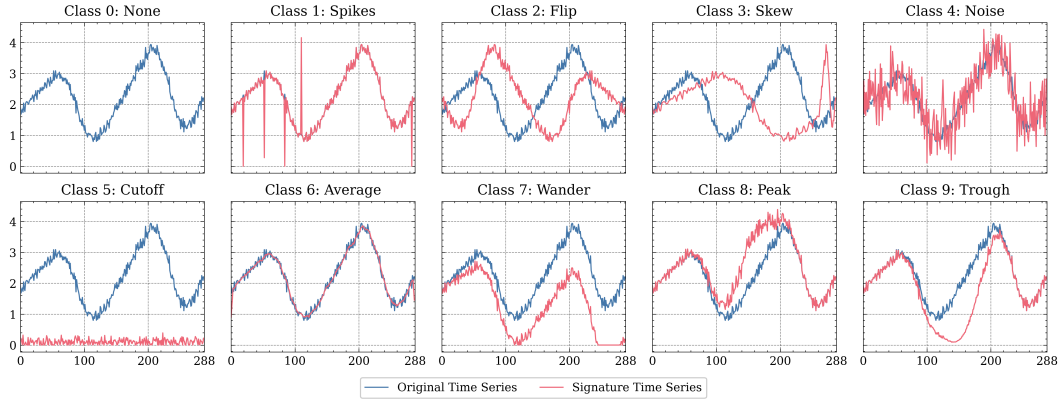 Class 0: None
Class 1: Spikes
Class 2: Flip
Class 3: Skew
Class 4: Noise
4
3
2
1
0
Class 5: Cutoff
Class 6: Average
Class 7: Wander
Class 8: Peak
Class 9: Trough
4
3
2
1
0
0 100 200 288
0 100 200 288
0 100 200 288
0 100 200 288
0 100 200 288
Original Time Series
Signature Time Series